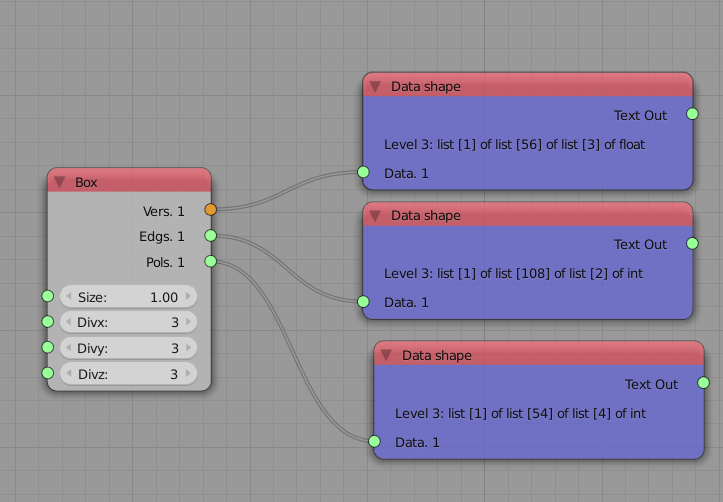 Data shape
Text Out
Level 3: list [1] of list [56] of list [3] of float
Data. 1
Box
Vers. 1
Edgs. 1
Pols. 1
Size: 1.00
Divx: 3
Divy: 3
Divz: 3
Data shape
Text Out
Level 3: list [1] of list [108] of list [2] of int
Data. 1
Data shape
Text Out
Level 3: list [1] of list [54] of list [4] of int
Data. 1